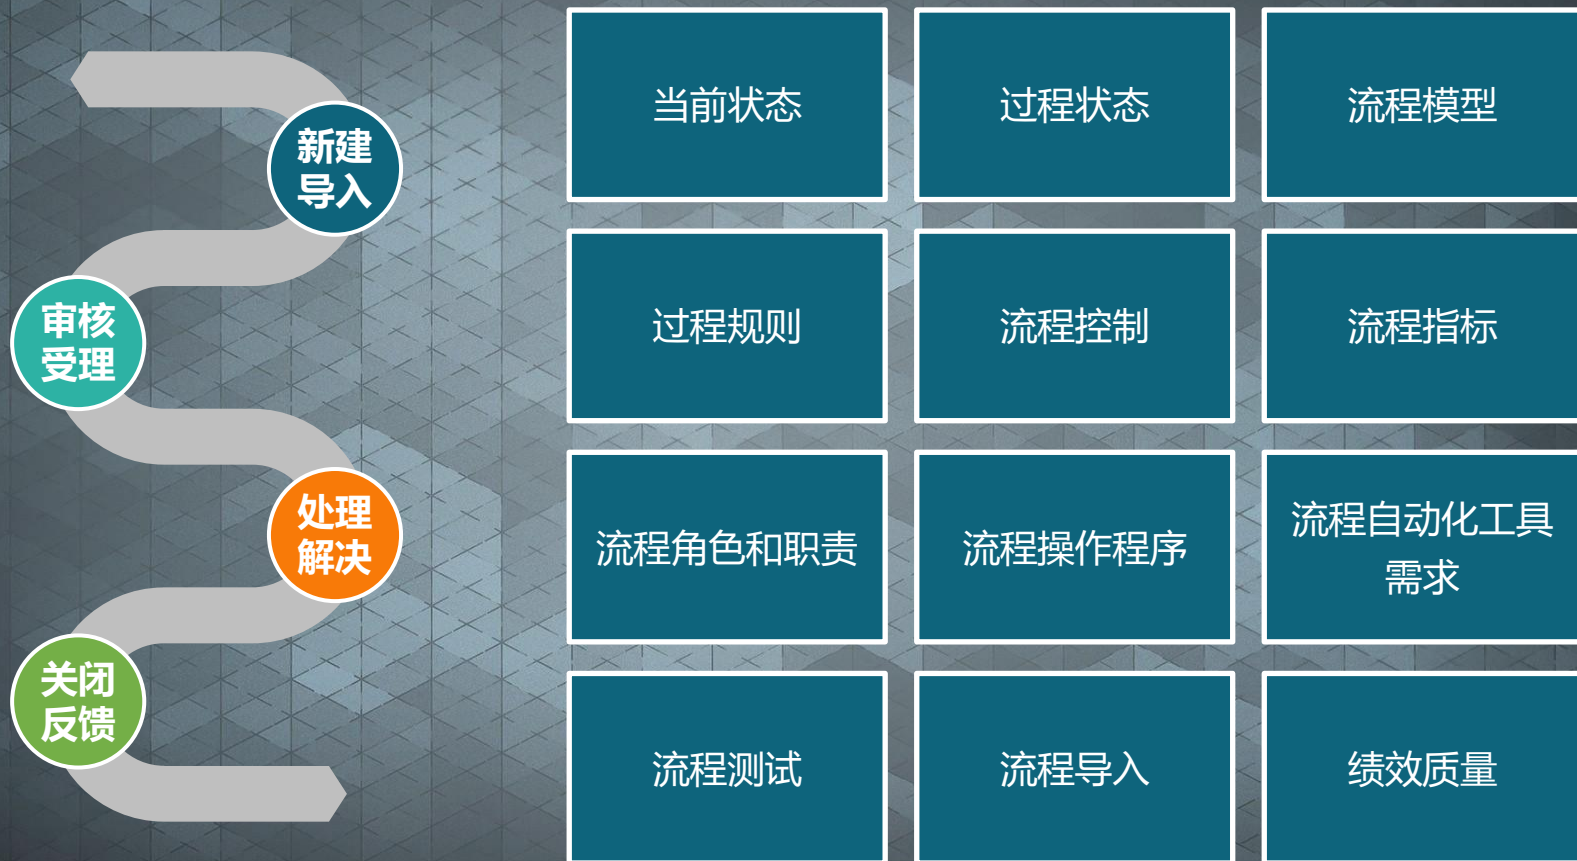 新建
导入
审核
受理
处理
解决
关闭
反馈
当前状态
过程状态
流程模型
过程规则
流程控制
流程指标
流程角色和职责
流程操作程序
流程自动化工具
需求
流程测试
流程导入
绩效质量